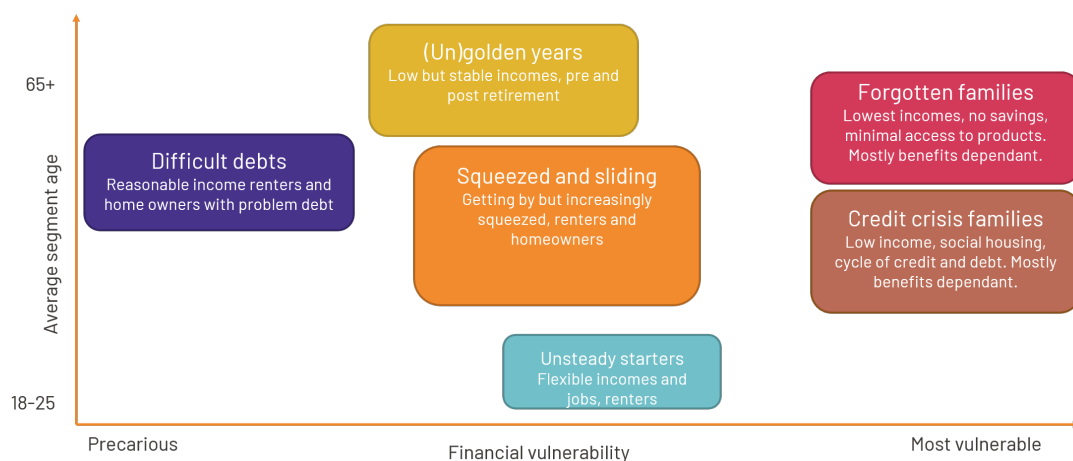 (Un)golden years
Low but stable incomes, pre and
post retirement
65+
Forgotten families
Lowest incomes, no savings,
minimal access to products.
Mostly benefits dependant.
Difficult debts
Reasonable income renters and
home owners with problem debt
Squeezed and sliding
Getting by but increasingly
squeezed, renters and
homeowners
Credit crisis families
Low income, social housing,
cycle of credit and debt. Mostly
benefits dependant.
Average segment age
Unsteady starters
Flexible incomes and
jobs, renters
18-25
Precarious
Financial vulnerability
Most vulnerable